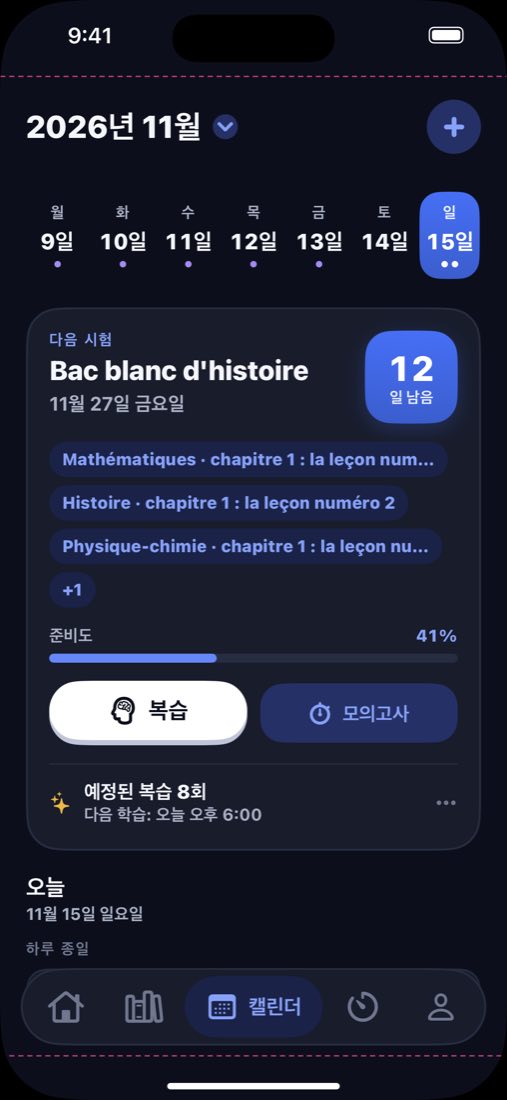 9:41
2026년 11월
월 화 수 목 금 토 일
9일 10일 11일 12일 13일 14일 15일
다음 시험
Bac blanc d'histoire
11월 27일 금요일
12
일 남음
Mathématiques · chapitre 1 : la leçon num...
Histoire · chapitre 1 : la leçon numéro 2
Physique-chimie · chapitre 1 : la leçon nu...
+1
준비도 41%
복습 모의고사
예정된 복습 8회
다음 학습: 오늘 오후 6:00
오늘
11월 15일 일요일
하루 종일
캘린더